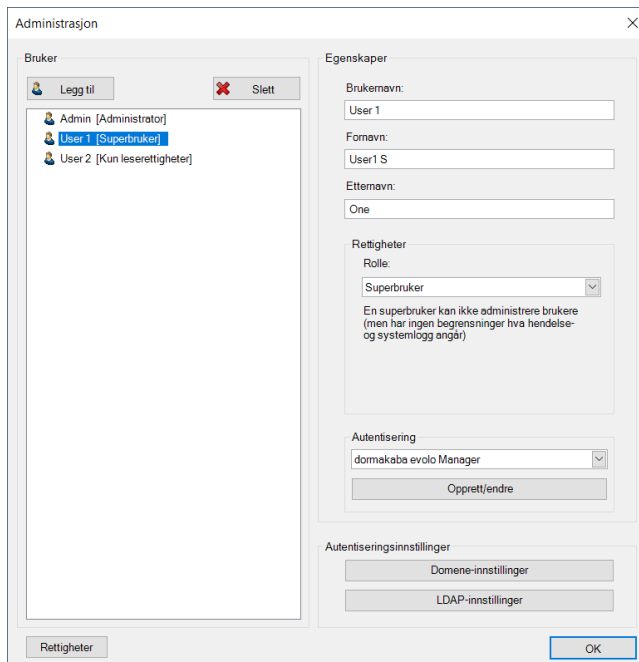 Administrasjon
Bruker
Legg til
Slett
Admin [Administrator]
User 1 [Superbruker]
User 2 [Kun leserettigheter]
Rettigheter
Egenskaper
Brukernavn:
User 1
Fornavn:
User1 S
Etternavn:
One
Rettigheter
Rolle:
Superbruker
En superbruker kan ikke administrere brukere
(men har ingen begrensninger hva hendelse-
og systemlogg angår)
Autentisering
dormakaba evolo Manager
Opprett/endre
Autentiseringsinnstillinger
Domene-innstillinger
LDAP-innstillinger
OK